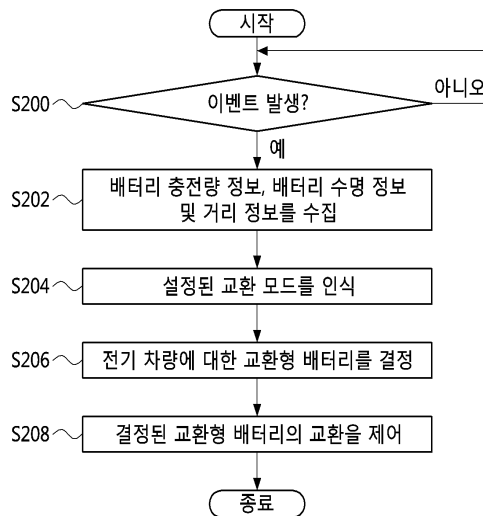 시작
S200
이벤트 발생?
아니오
예
S202
배터리 충전량 정보, 배터리 수명 정보
및 거리 정보를 수집
S204
설정된 교환 모드를 인식
S206
전기 차량에 대한 교환형 배터리를 결정
S208
결정된 교환형 배터리의 교환을 제어
종료